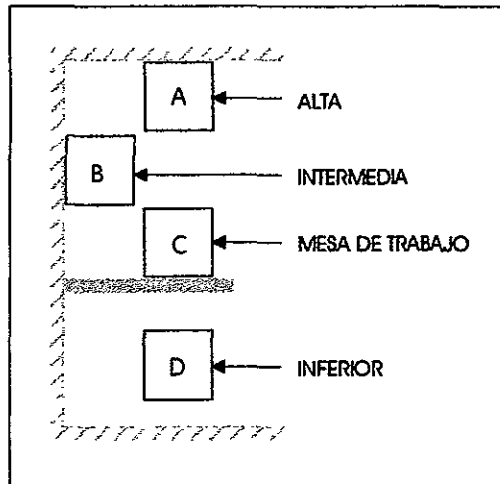 A ALTA
B INTERMEDIA
C MESA DE TRABAJO
D INFERIOR